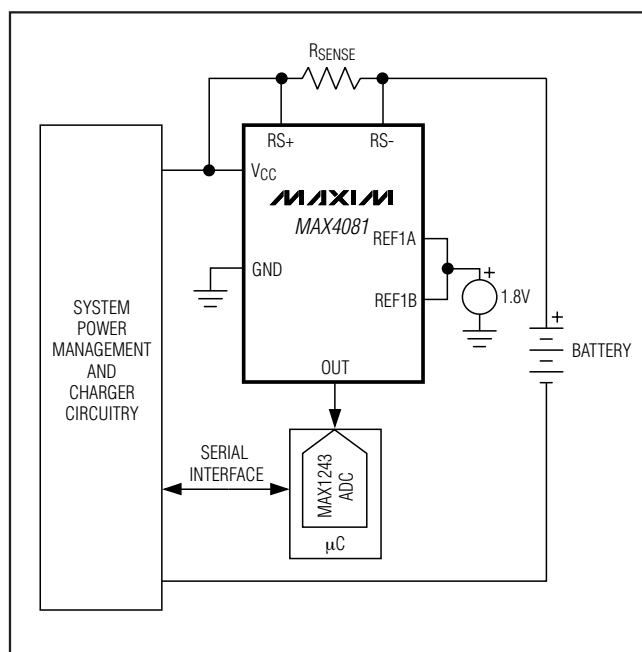 RSENSE
RS+
RS-
VCC
MAXIM
MAX4081
REF1A
GND
+
1.8V
REF1B
SYSTEM
POWER
MANAGEMENT
AND
CHARGER
CIRCUITRY
+
BATTERY
OUT
SERIAL
INTERFACE
MAX1243
ADC
µC